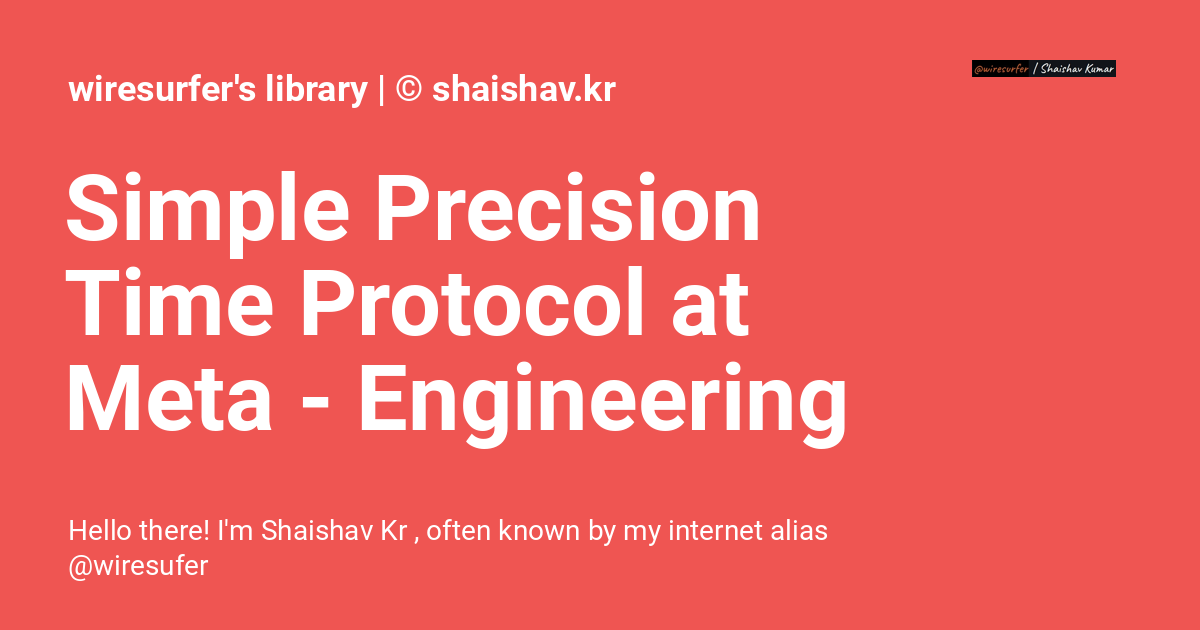 wiresurfer's library | © shaishav.kr
@wiresurfer | Shaishav Kumar
Simple Precision
Time Protocol at
Meta - Engineering
Hello there! I'm Shaishav Kr , often known by my internet alias
@wiresufer